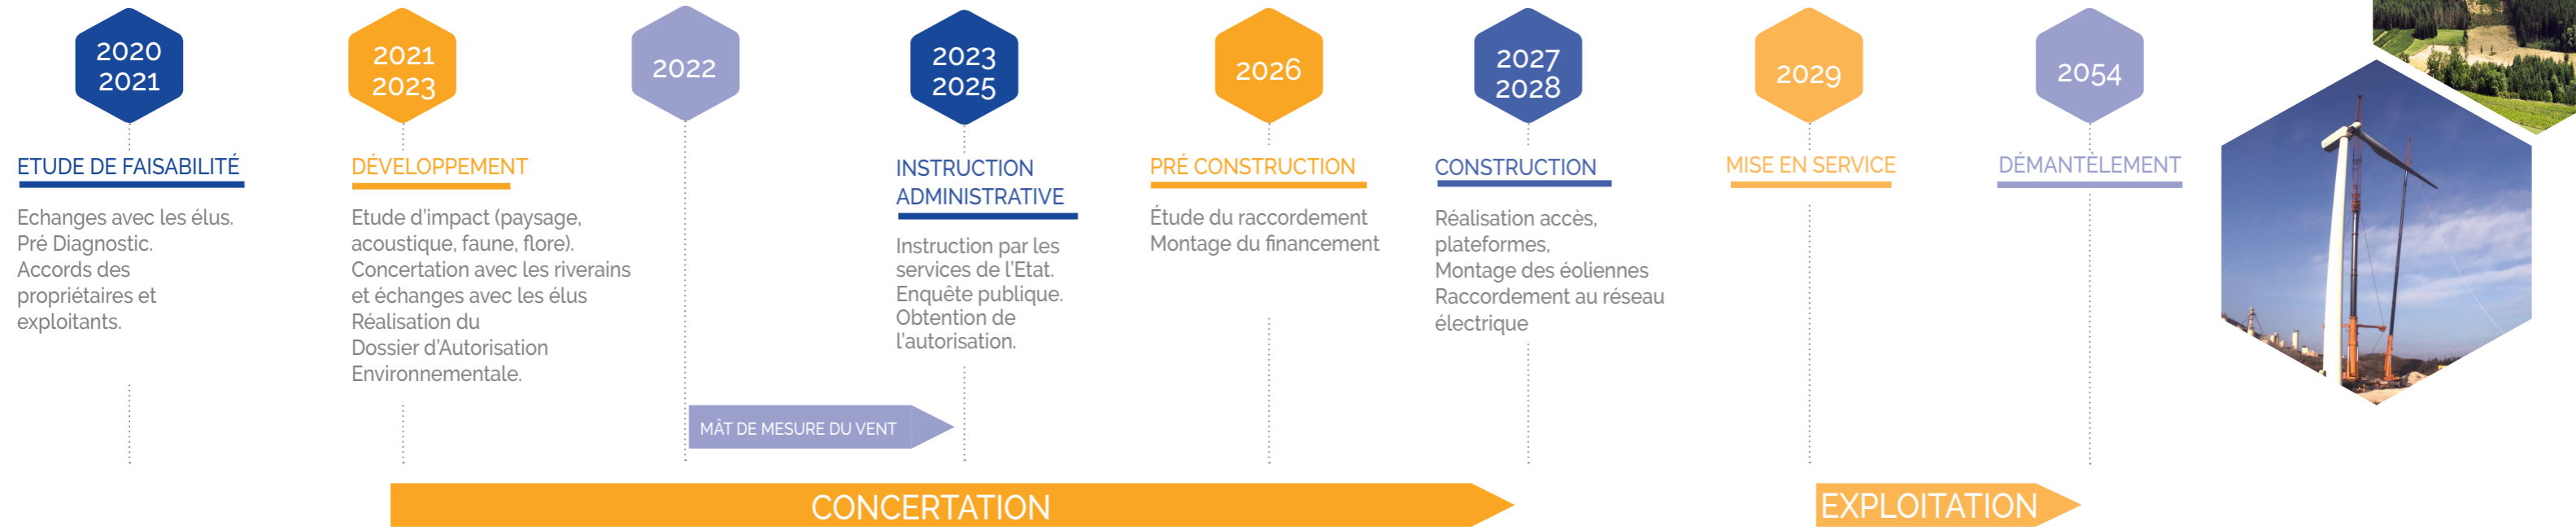 2020
2021
ETUDE DE FAISABILITÉ
Echanges avec les élus.
Pré Diagnostic.
Accords des
propriétaires et
exploitants.
2021
2023
DÉVELOPPEMENT
Etude d'impact (paysage,
acoustique, faune, flore).
Concertation avec les riverains
et échanges avec les élus
Réalisation du
Dossier d'Autorisation
Environnementale.
2022
MÂT DE MESURE DU VENT
2023
2025
INSTRUCTION
ADMINISTRATIVE
Instruction par les
services de l'Etat.
Enquête publique.
Obtention de
l'autorisation.
2026
PRÉ CONSTRUCTION
Étude du raccordement
Montage du financement
2027
2028
CONSTRUCTION
Réalisation accès,
plateformes,
Montage des éoliennes
Raccordement au réseau
électrique
2029
MISE EN SERVICE
2054
DÉMANTÈLEMENT
CONCERTATION
EXPLOITATION